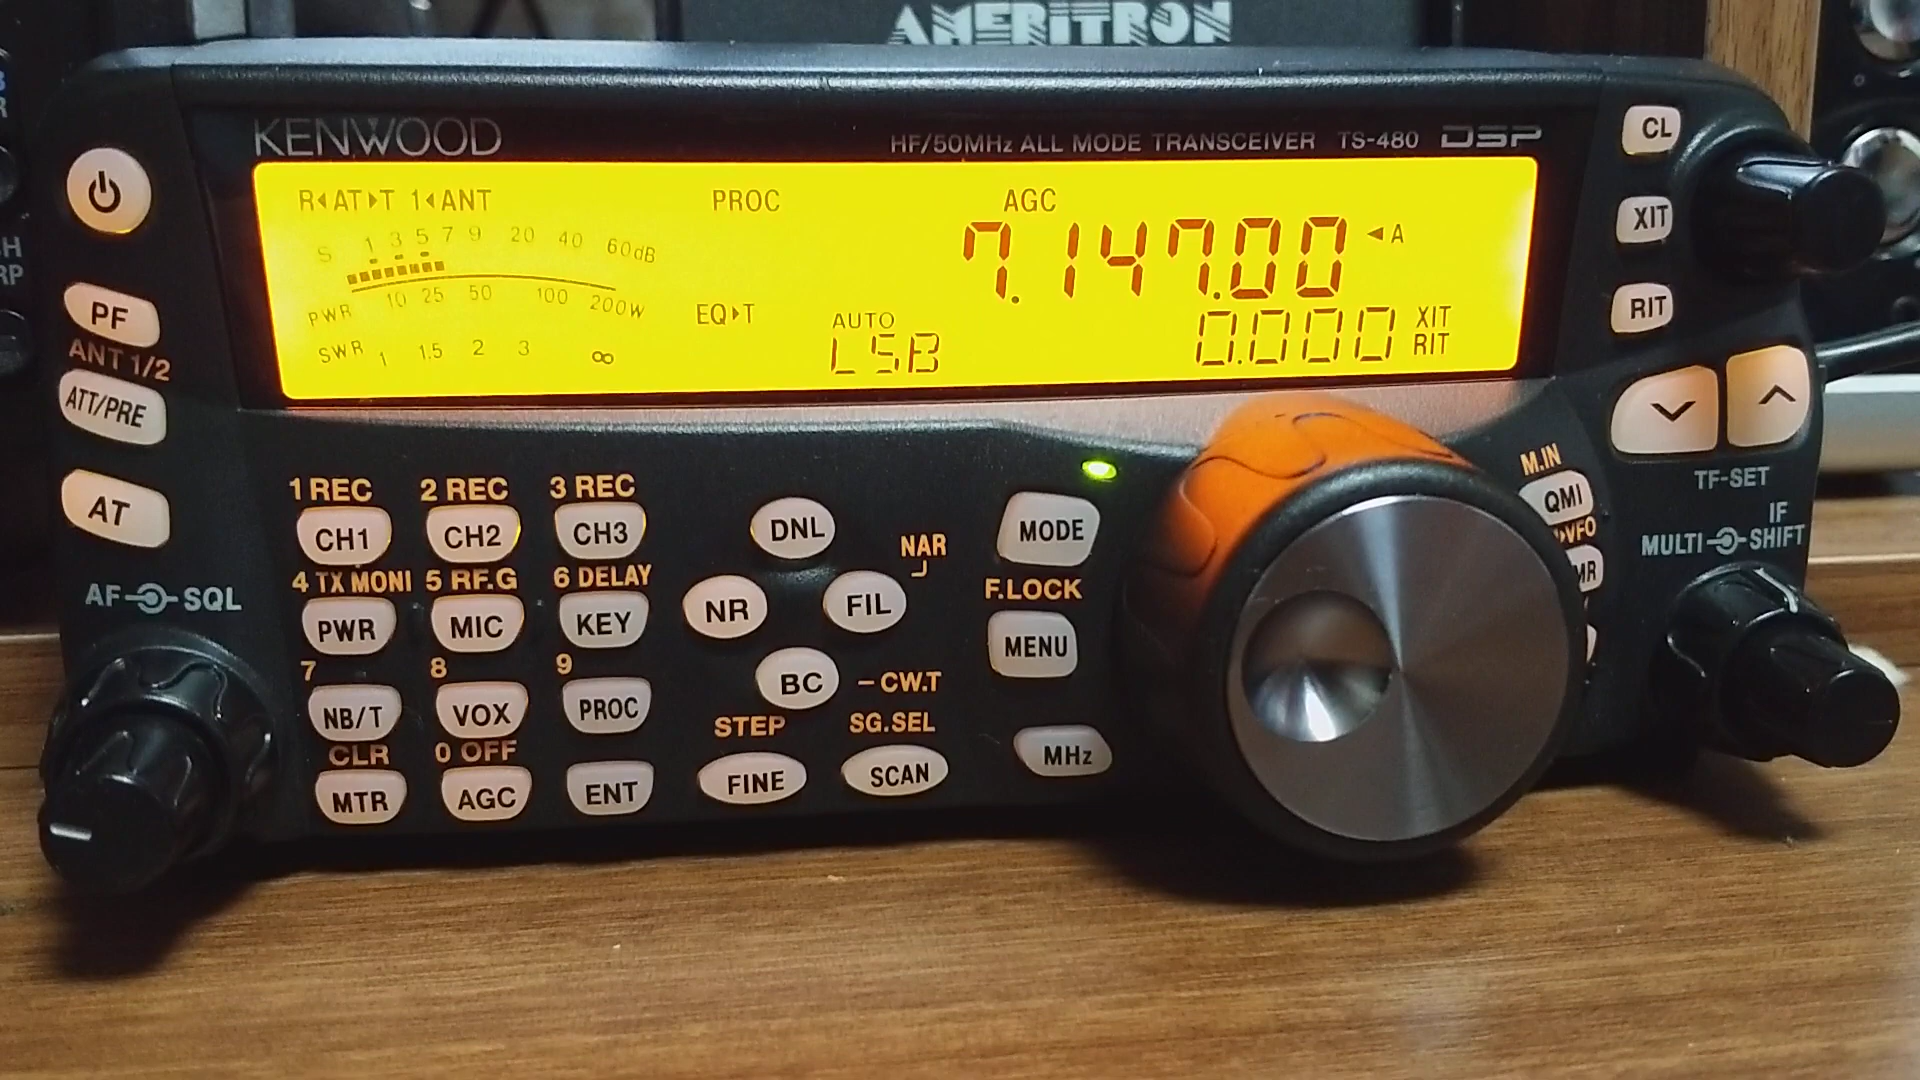 AMERITRON
KENWOOD
HF/50MHz ALL MODE TRANSCEIVER TS-480 DSP
R◂AT▸T 1◂ANT PROC AGC
S 1 3 5 7 9 20 40 60dB
7.147.00 ◂A
PWR 10 25 50 100 200W
EQ▸T AUTO
LSB
0.000 XIT
RIT
SWR 1 1.5 2 3 ∞
CL
XIT
RIT
PF
ANT 1/2
ATT/PRE
AT
AF SQL
1 REC 2 REC 3 REC
CH1 CH2 CH3
4 TX MONI 5 RF.G 6 DELAY
PWR MIC KEY
7 8 9
NB/T VOX PROC
CLR 0 OFF
MTR AGC ENT
DNL
NAR
NR FIL
BC – CW.T
STEP SG.SEL
FINE SCAN
MODE
F.LOCK
MENU
MHz
M.IN
QMI
▸VFO
MR
TF-SET
IF
MULTI SHIFT